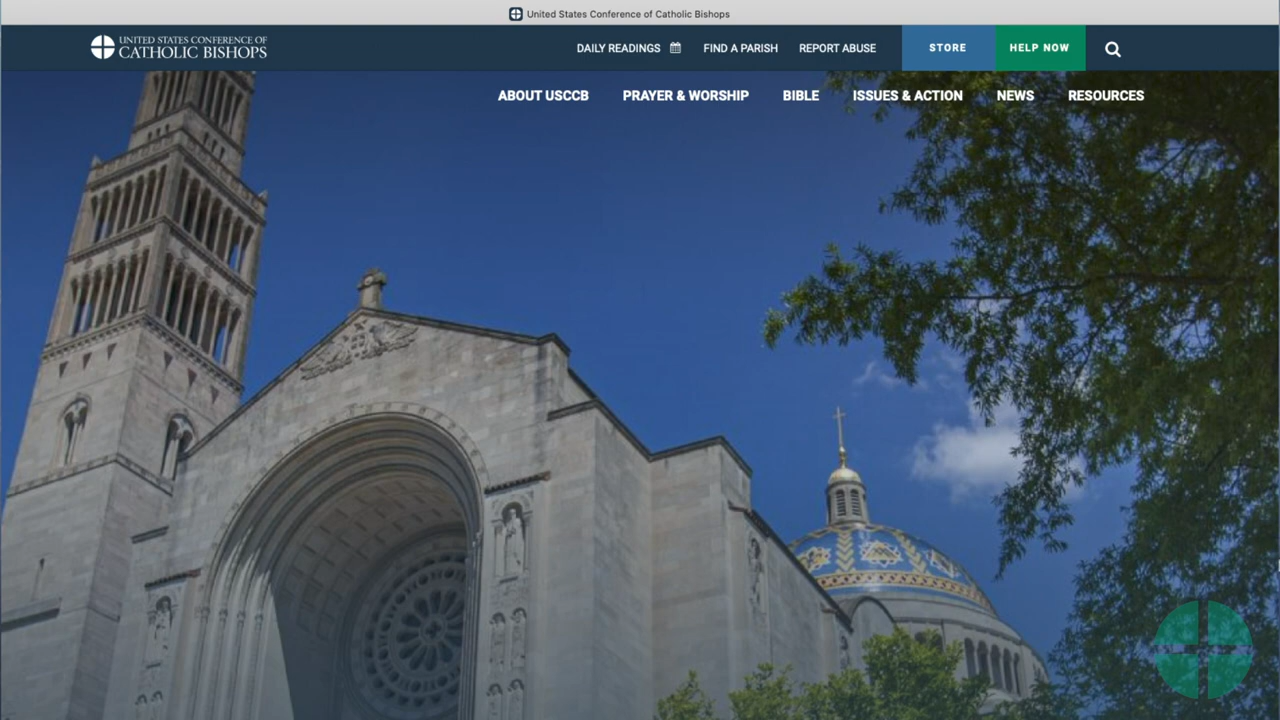 United States Conference of Catholic Bishops
UNITED STATES CONFERENCE OF
CATHOLIC BISHOPS
DAILY READINGS
FIND A PARISH
REPORT ABUSE
STORE
HELP NOW
ABOUT USCCB
PRAYER & WORSHIP
BIBLE
ISSUES & ACTION
NEWS
RESOURCES